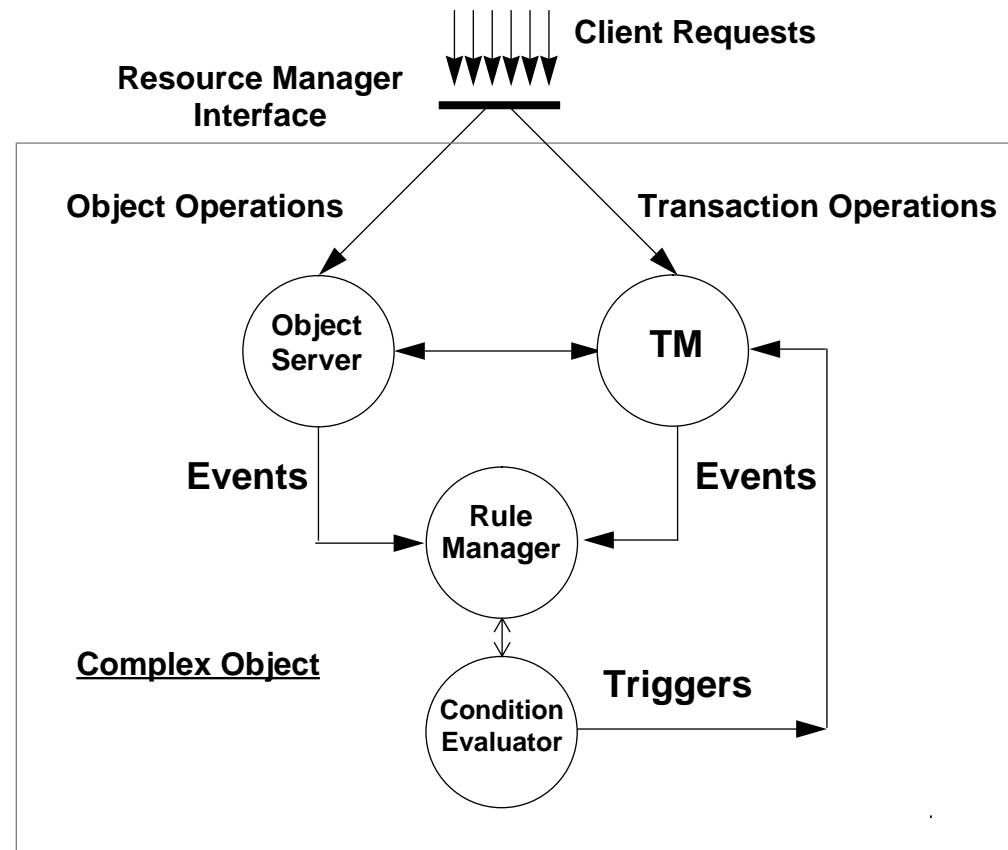 Client Requests
Resource Manager
Interface
Object Operations
Transaction Operations
Object
Server
TM
Events
Events
Rule
Manager
Complex Object
Triggers
Condition
Evaluator